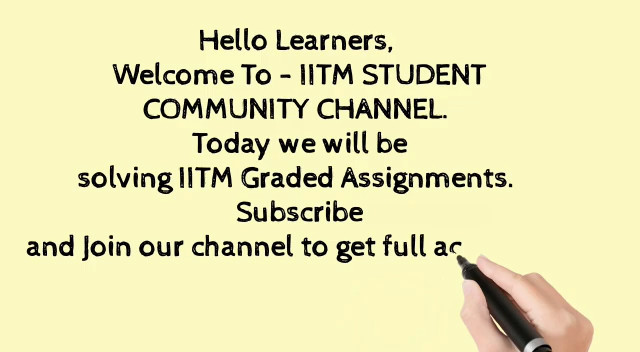 Hello Learners,
Welcome To - IITM STUDENT
COMMUNITY CHANNEL.
Today we will be
solving IITM Graded Assignments.
Subscribe
and Join our channel to get full ac